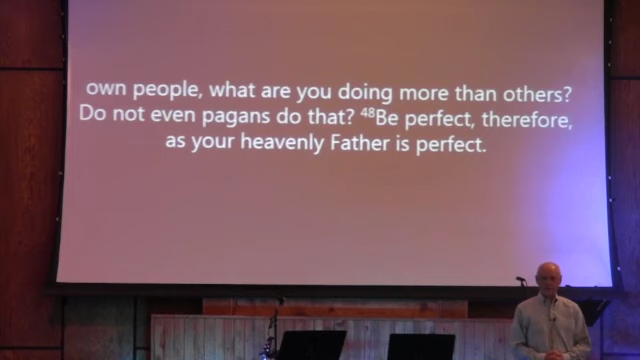 own people, what are you doing more than others?
Do not even pagans do that? ⁴⁸Be perfect, therefore,
as your heavenly Father is perfect.